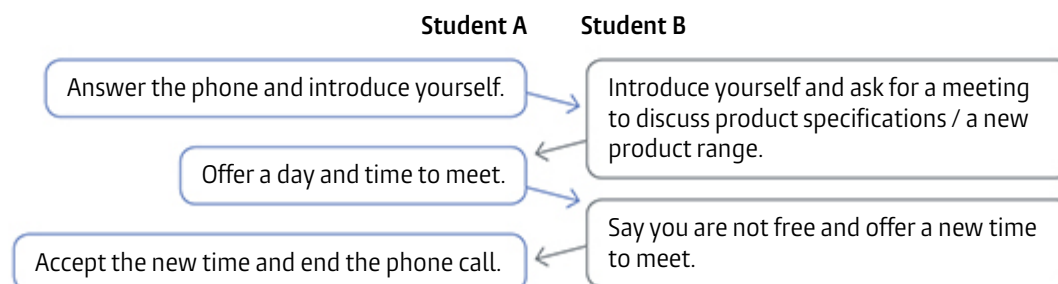 Student A Student B
Answer the phone and introduce yourself.
Introduce yourself and ask for a meeting
to discuss product specifications / a new
product range.
Offer a day and time to meet.
Say you are not free and offer a new time
to meet.
Accept the new time and end the phone call.